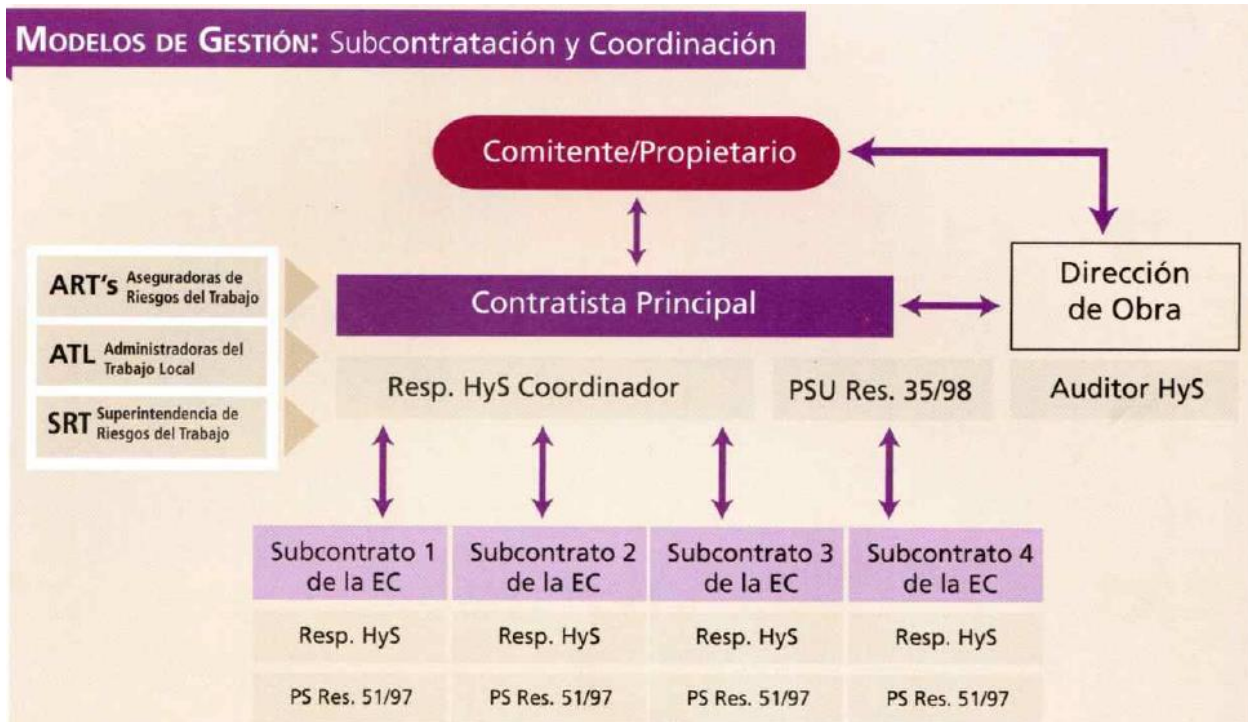 MODELOS DE GESTIÓN: Subcontratación y Coordinación
Comitente/Propietario
ART's Aseguradoras de
Riesgos del Trabajo
ATL Administradoras del
Trabajo Local
SRT Superintendencia de
Riesgos del Trabajo
Contratista Principal
Dirección
de Obra
Resp. HyS Coordinador
PSU Res. 35/98
Auditor HyS
Subcontrato 1
de la EC
Subcontrato 2
de la EC
Subcontrato 3
de la EC
Subcontrato 4
de la EC
Resp. HyS
Resp. HyS
Resp. HyS
Resp. HyS
PS Res. 51/97
PS Res. 51/97
PS Res. 51/97
PS Res. 51/97